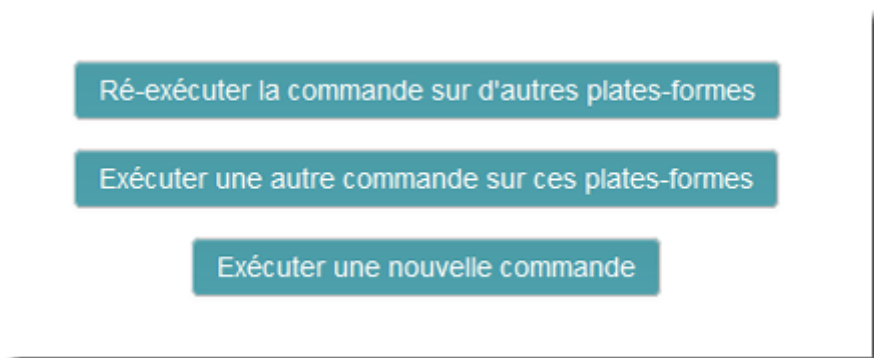 Ré-exécuter la commande sur d'autres plates-formes
Exécuter une autre commande sur ces plates-formes
Exécuter une nouvelle commande